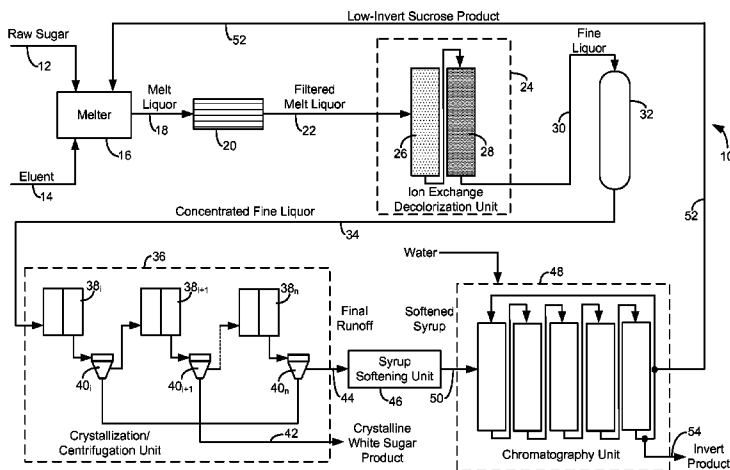 Low-Invert Sucrose Product
52
Raw Sugar
12
Melter
16
Eluent
14
Melt
Liquor
18
20
Filtered
Melt Liquor
22
24
26
28
Ion Exchange
Decolorization Unit
Fine
Liquor
30
32
10
52
Concentrated Fine Liquor
34
36
38i
38i+1
38n
40i
40i+1
40n
Crystallization/
Centrifugation Unit
42
Crystalline
White Sugar
Product
Final
Runoff
44
Syrup
Softening Unit
46
Softened
Syrup
50
Water
48
Chromatography Unit
54
Invert
Product